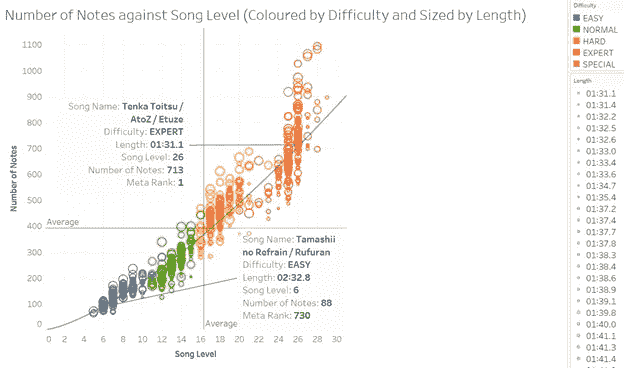 Number of Notes against Song Level (Coloured by Difficulty and Sized by Length)
1100
1000
900
800
700
600
500
400
300
200
100
0
Number of Notes
Song Name: Tenka Toitsu /
AtoZ / Etuze
Difficulty: EXPERT
Length: 01:31.1
Song Level: 26
Number of Notes: 713
Meta Rank: 1
Average
Song Name: Tamashii
no Refrain / Rufuran
Difficulty: EASY
Length: 02:32.8
Song Level: 6
Number of Notes: 88
Meta Rank: 730
Average
0 2 4 6 8 10 12 14 16 18 20 22 24 26 28 30
Song Level
Difficulty
EASY
NORMAL
HARD
EXPERT
SPECIAL
Length
01:31.1
01:31.4
01:32.2
01:32.5
01:32.6
01:33.0
01:33.4
01:33.6
01:34.7
01:35.4
01:37.2
01:37.4
01:37.7
01:37.8
01:38.3
01:38.4
01:38.6
01:38.9
01:39.1
01:39.8
01:40.0
01:41.1
01:41.3
01:41.4